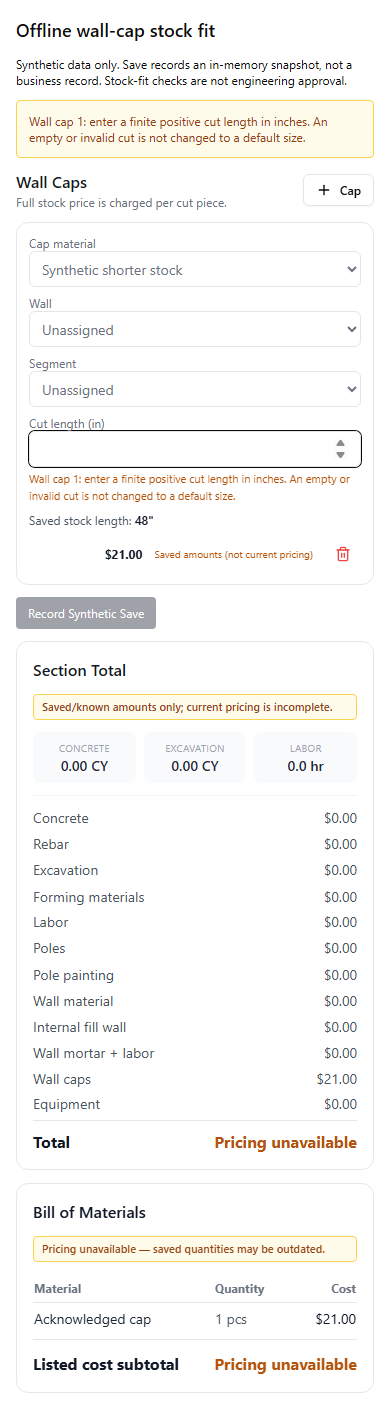 Offline wall-cap stock fit
Synthetic data only. Save records an in-memory snapshot, not a
business record. Stock-fit checks are not engineering approval.
Wall cap 1: enter a finite positive cut length in inches. An
empty or invalid cut is not changed to a default size.
Wall Caps
Full stock price is charged per cut piece.
+ Cap
Cap material
Synthetic shorter stock
Wall
Unassigned
Segment
Unassigned
Cut length (in)
Wall cap 1: enter a finite positive cut length in inches. An empty or
invalid cut is not changed to a default size.
Saved stock length: 48"
$21.00 Saved amounts (not current pricing)
Record Synthetic Save
Section Total
Saved/known amounts only; current pricing is incomplete.
CONCRETE EXCAVATION LABOR
0.00 CY 0.00 CY 0.0 hr
Concrete $0.00
Rebar $0.00
Excavation $0.00
Forming materials $0.00
Labor $0.00
Poles $0.00
Pole painting $0.00
Wall material $0.00
Internal fill wall $0.00
Wall mortar + labor $0.00
Wall caps $21.00
Equipment $0.00
Total Pricing unavailable
Bill of Materials
Pricing unavailable — saved quantities may be outdated.
Material Quantity Cost
Acknowledged cap 1 pcs $21.00
Listed cost subtotal Pricing unavailable